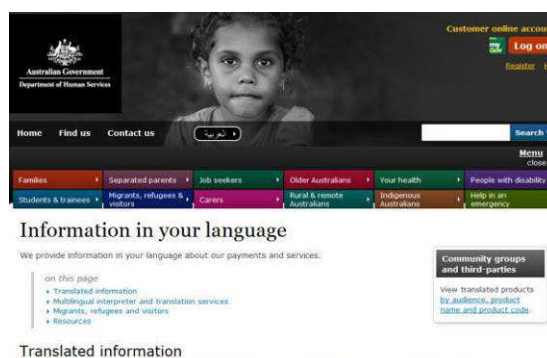 Customer online accou
Australian Government
Department of Human Services
my
Gov
Log on
Register
Home Find us Contact us العربية Search
Menu
close
Families Separated parents Job seekers Older Australians Your health People with disability
Students & trainees Migrants, refugees & visitors Carers Rural & remote Australians Indigenous Australians Help in an emergency
Information in your language
We provide information in your language about our payments and services.
on this page
Translated information
Multilingual interpreter and translation services
Migrants, refugees and visitors
Resources
Community groups
and third-parties
View translated products
by audience, product
name and product code.
Translated information